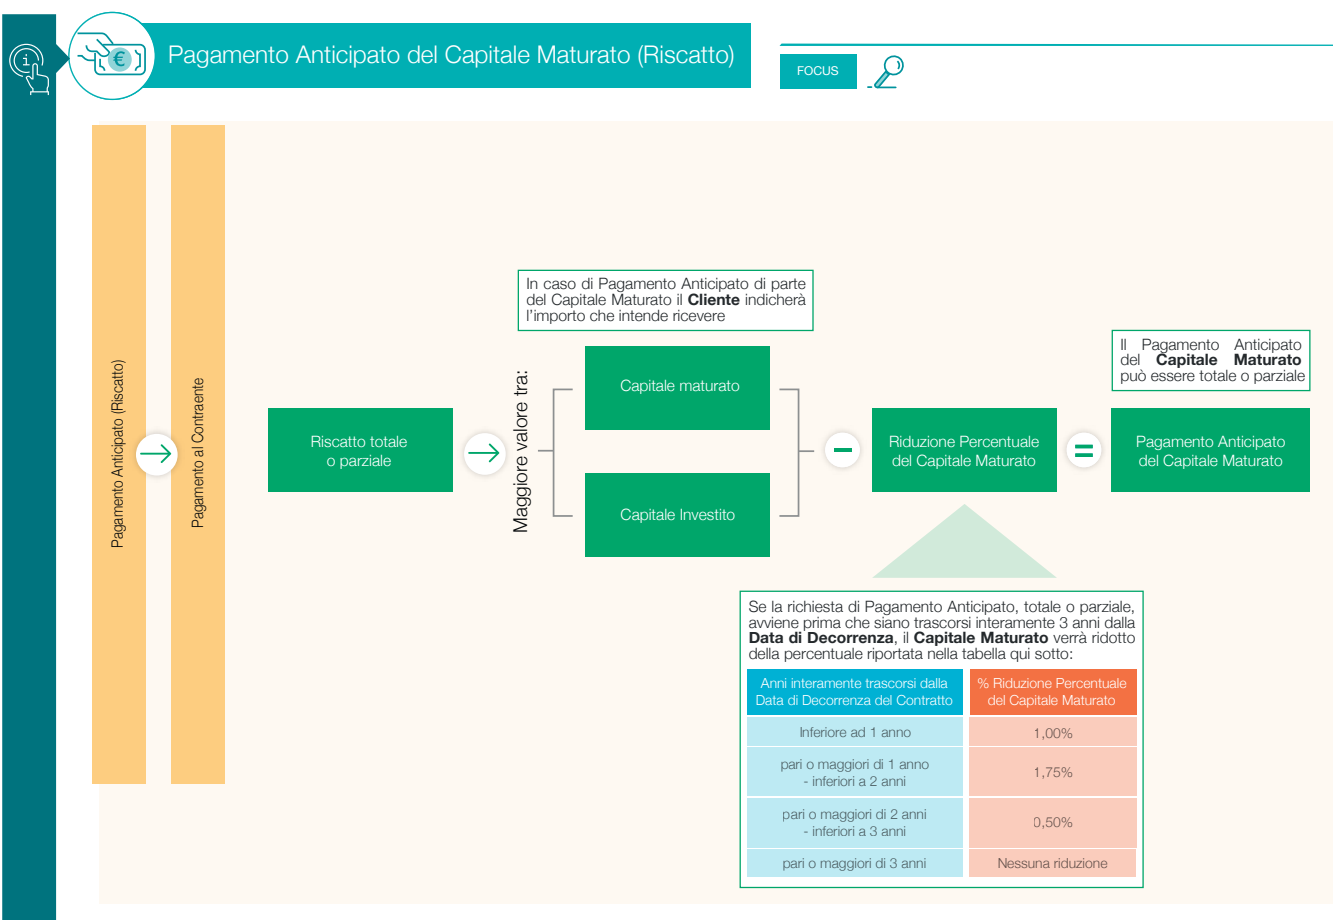 Pagamento Anticipato del Capitale Maturato (Riscatto)
FOCUS
Pagamento Anticipato (Riscatto)
Pagamento al Contraente
Riscatto totale
o parziale
Maggiore valore tra:
In caso di Pagamento Anticipato di parte
del Capitale Maturato il Cliente indicherà
l'importo che intende ricevere
Capitale maturato
Capitale Investito
Riduzione Percentuale
del Capitale Maturato
Il Pagamento Anticipato
del Capitale Maturato
può essere totale o parziale
Pagamento Anticipato
del Capitale Maturato
Se la richiesta di Pagamento Anticipato, totale o parziale,
avviene prima che siano trascorsi interamente 3 anni dalla
Data di Decorrenza, il Capitale Maturato verrà ridotto
della percentuale riportata nella tabella qui sotto:
Anni interamente trascorsi dalla
Data di Decorrenza del Contratto
% Riduzione Percentuale
del Capitale Maturato
Inferiore ad 1 anno
1,00%
pari o maggiori di 1 anno
- inferiori a 2 anni
1,75%
pari o maggiori di 2 anni
- inferiori a 3 anni
0,50%
pari o maggiori di 3 anni
Nessuna riduzione